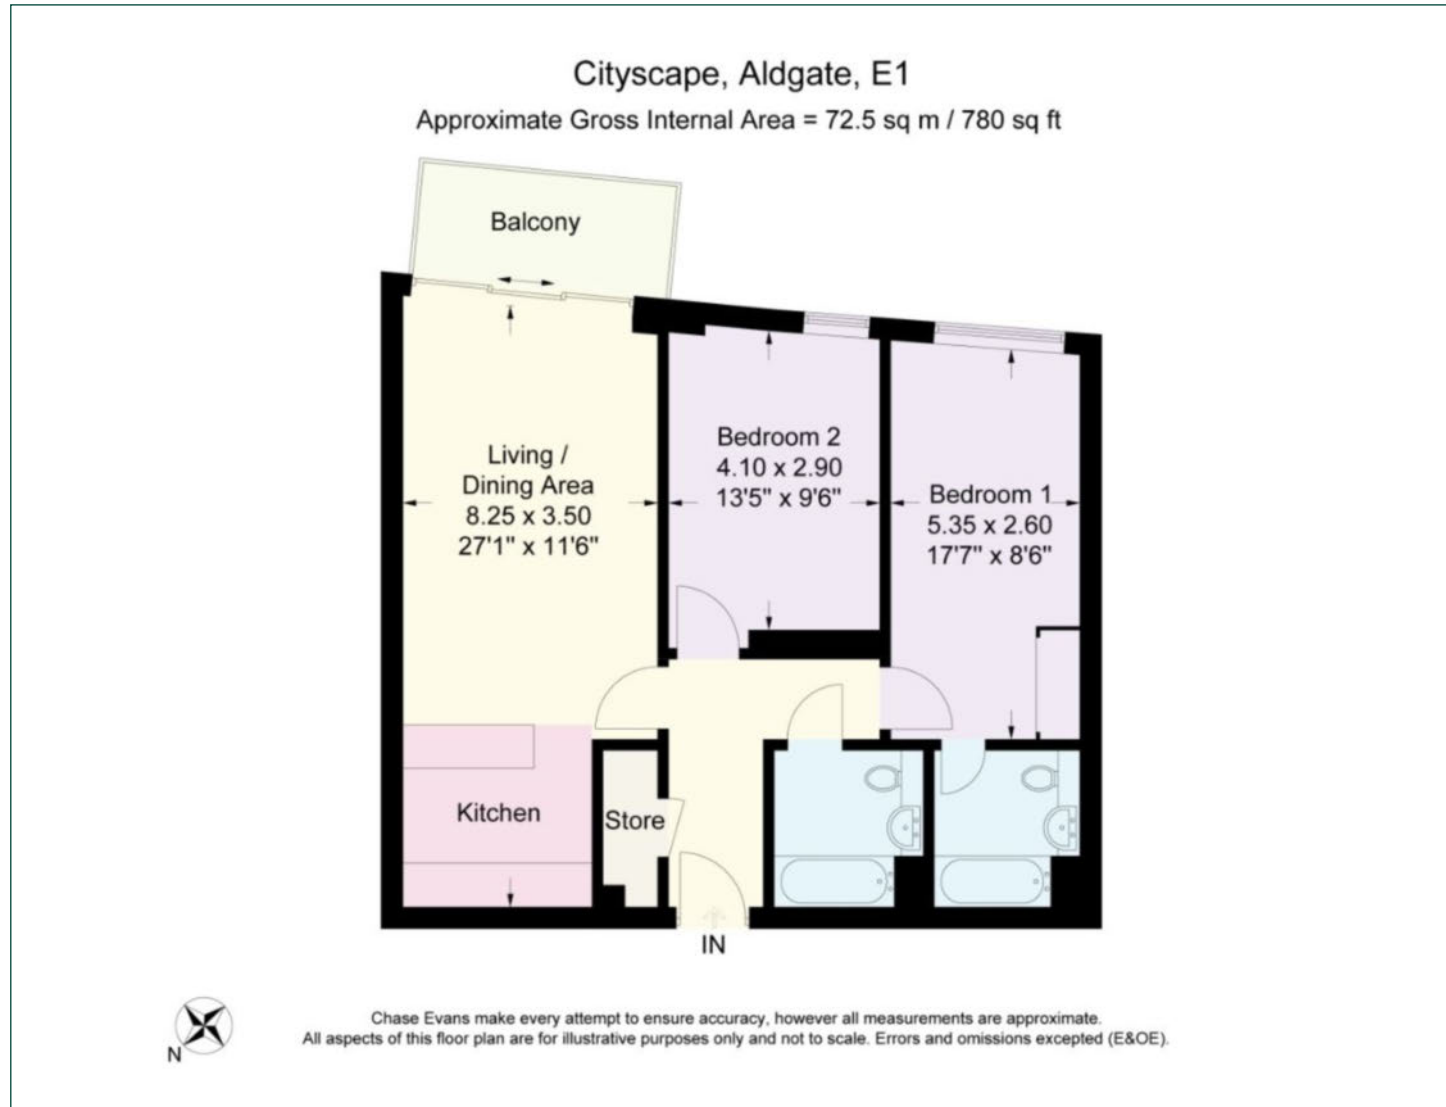 Cityscape, Aldgate, E1
Approximate Gross Internal Area = 72.5 sq m / 780 sq ft
Balcony
Living /
Dining Area
8.25 x 3.50
27'1" x 11'6"
Bedroom 2
4.10 x 2.90
13'5" x 9'6"
Bedroom 1
5.35 x 2.60
17'7" x 8'6"
Kitchen
Store
IN
N
Chase Evans make every attempt to ensure accuracy, however all measurements are approximate.
All aspects of this floor plan are for illustrative purposes only and not to scale. Errors and omissions excepted (E&OE).